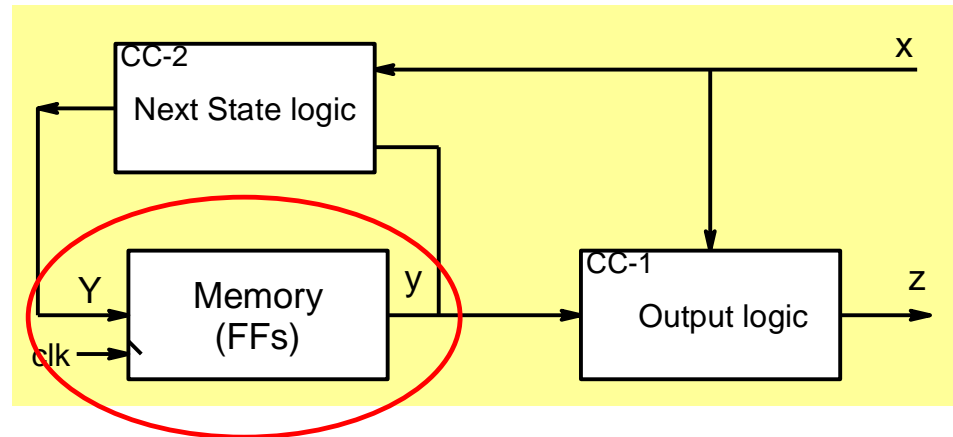 CC-2
x
Next State logic
Y
Memory
(FFs)
y
clk
CC-1
Output logic
z